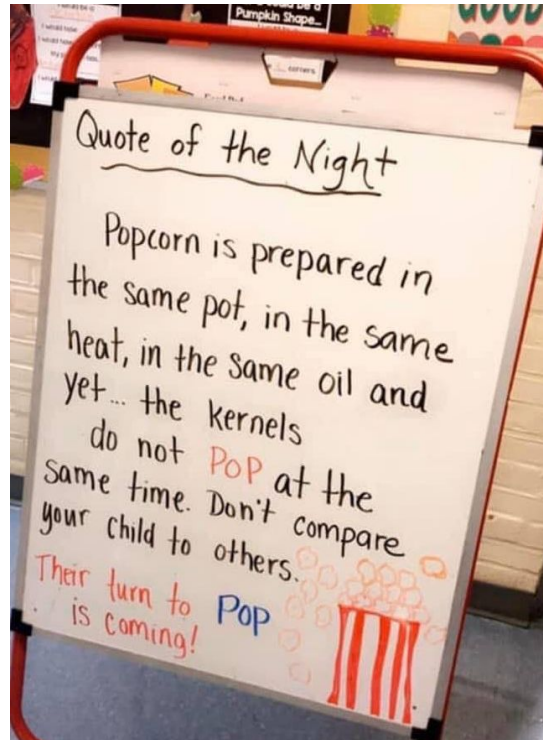 Pumpkin Shape...
corners
Quote of the Night
Popcorn is prepared in
the same pot, in the same
heat, in the same oil and
yet... the kernels
do not POP at the
same time. Don't compare
your child to others.
Their turn to POP
is coming!